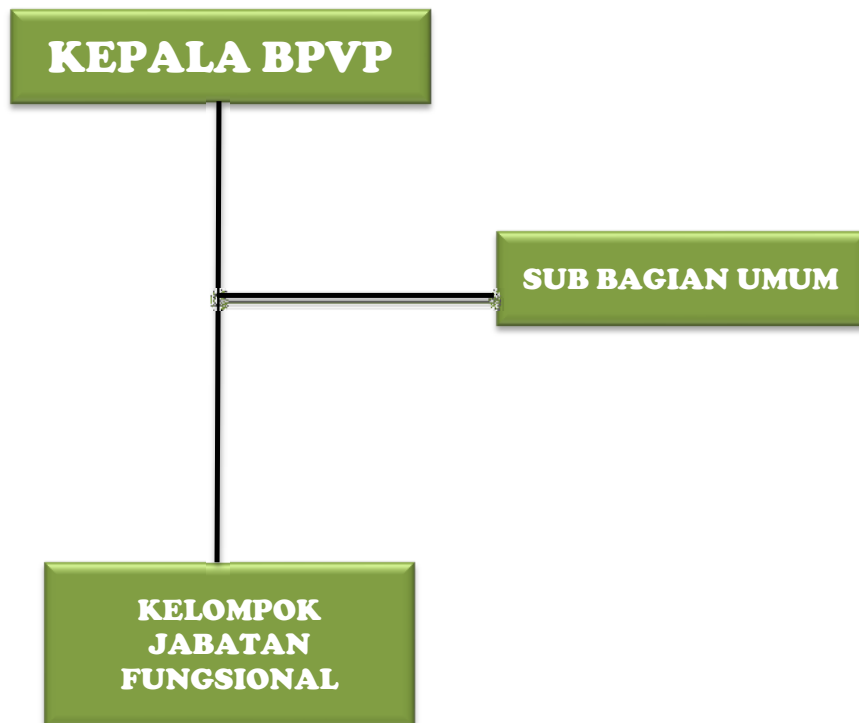 KEPALA BPVP
SUB BAGIAN UMUM
KELOMPOK
JABATAN
FUNGSIONAL